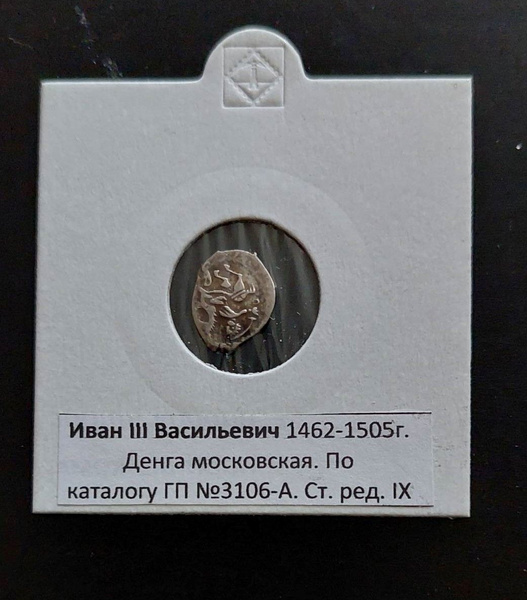 Иван III Васильевич 1462-1505г.
Денга московская. По
каталогу ГП №3106-А. Ст. ред. IX